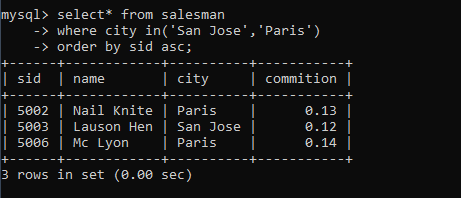 mysql> select* from salesman
    -> where city in('San Jose','Paris')
    -> order by sid asc;
+------+------------+----------+-----------+
| sid  | name       | city     | commition |
+------+------------+----------+-----------+
| 5002 | Nail Knite | Paris    |      0.13 |
| 5003 | Lauson Hen | San Jose |      0.12 |
| 5006 | Mc Lyon    | Paris    |      0.14 |
+------+------------+----------+-----------+
3 rows in set (0.00 sec)